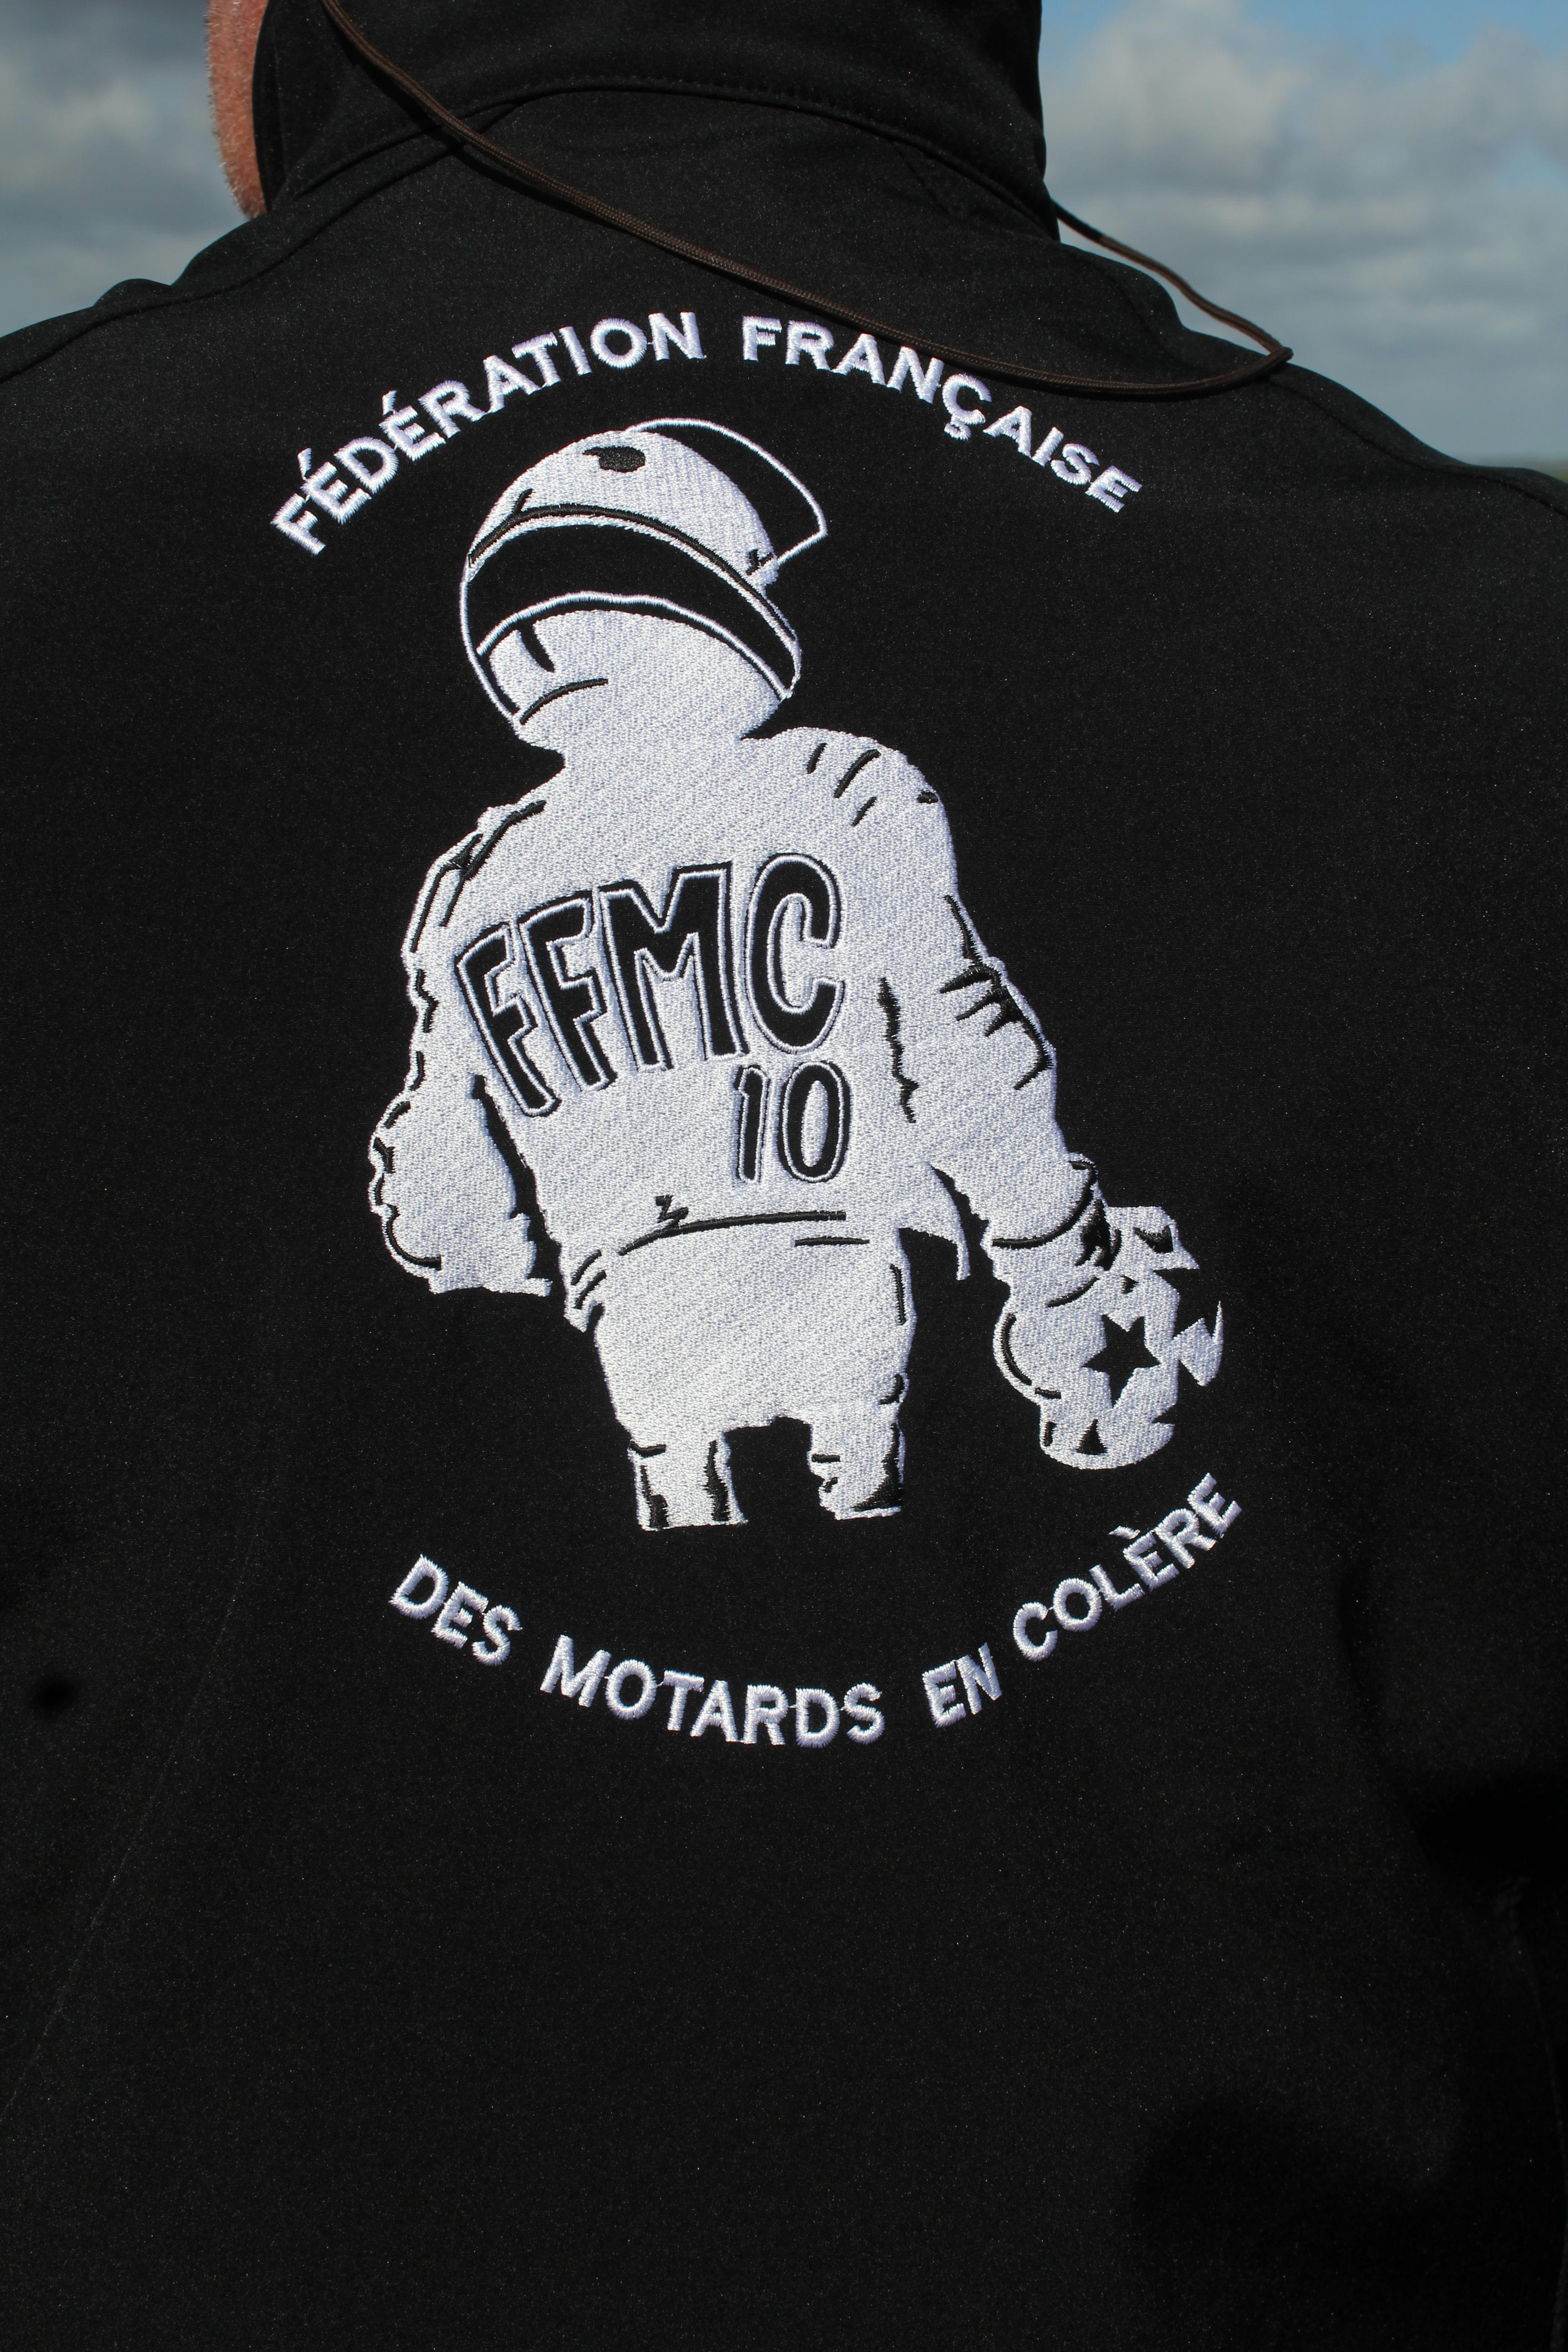 FÉDÉRATION FRANÇAISE
FFMC
10
DES MOTARDS EN COLÈRE